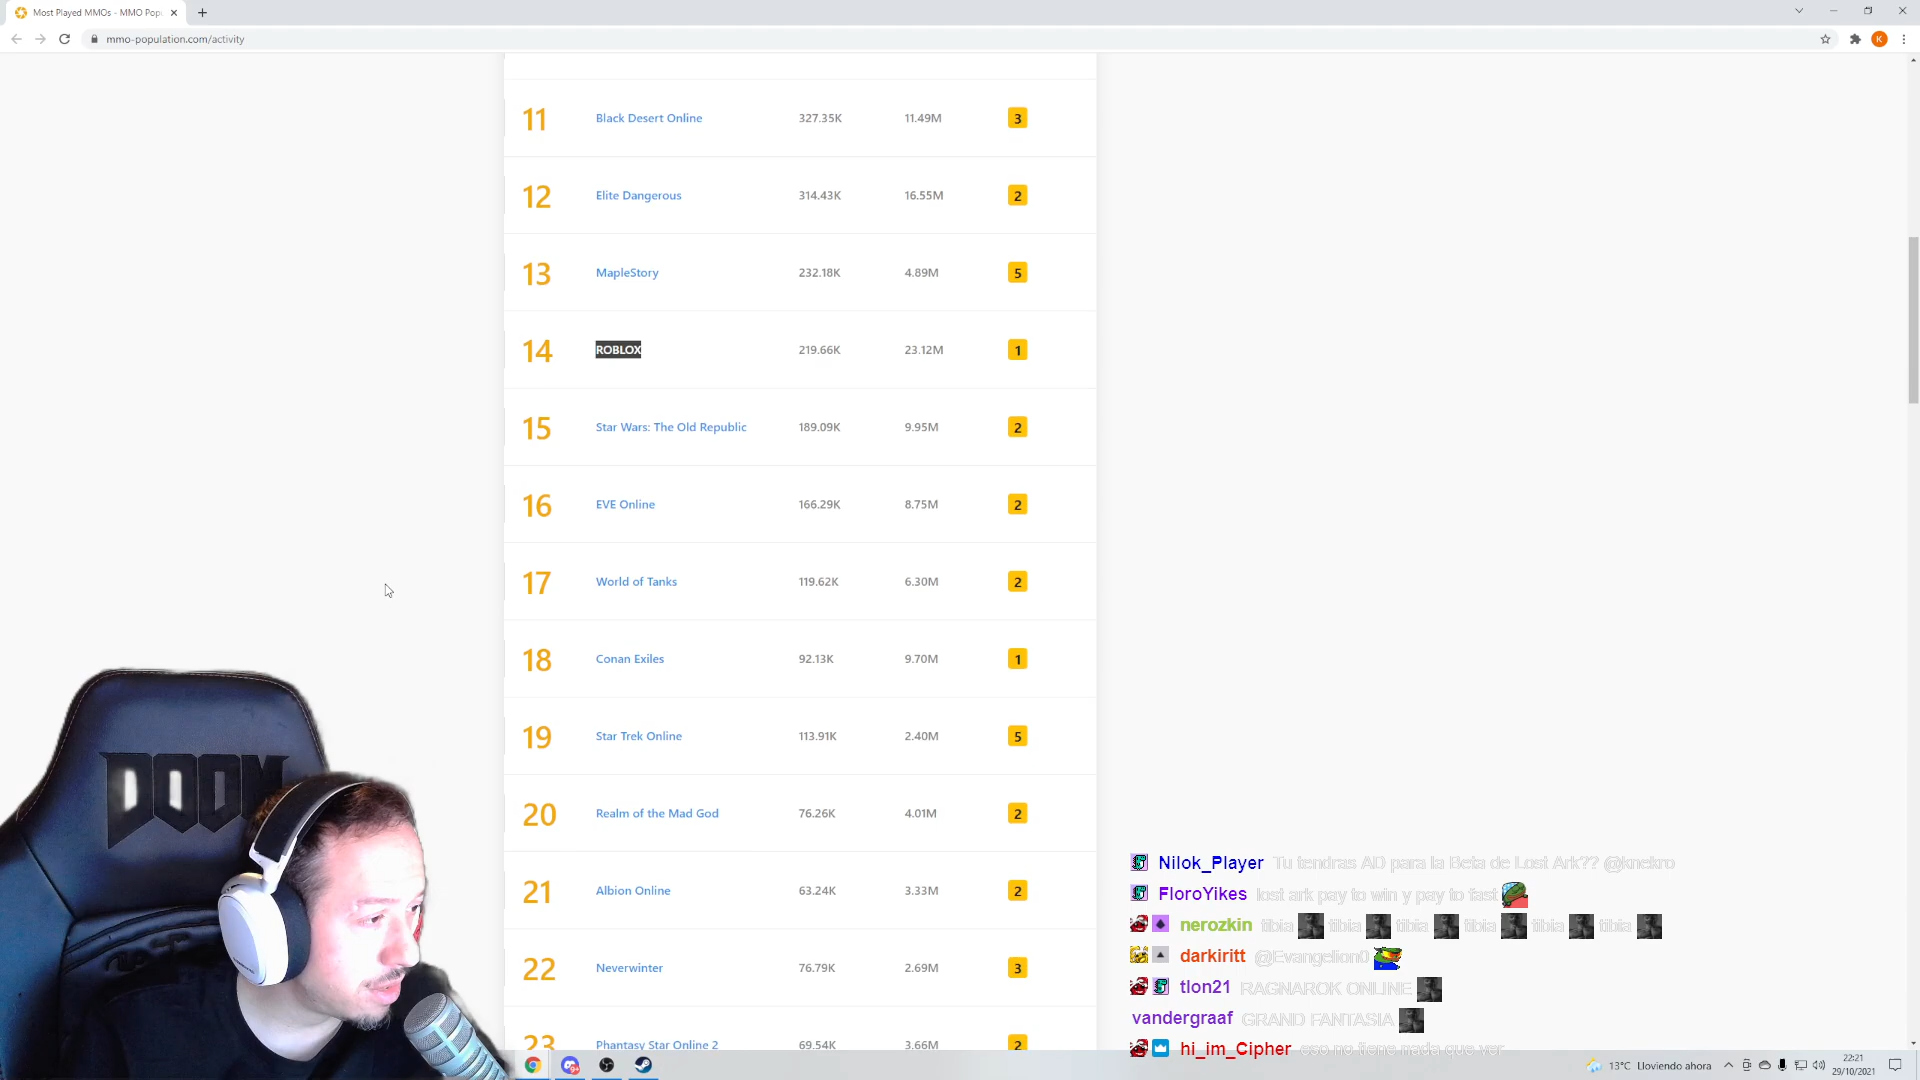 Most Played MMOs - MMO Popu
mmo-population.com/activity
K
11 Black Desert Online 327.35K 11.49M 3
12 Elite Dangerous 314.43K 16.55M 2
13 MapleStory 232.18K 4.89M 5
14 ROBLOX 219.66K 23.12M 1
15 Star Wars: The Old Republic 189.09K 9.95M 2
16 EVE Online 166.29K 8.75M 2
17 World of Tanks 119.62K 6.30M 2
18 Conan Exiles 92.13K 9.70M 1
19 Star Trek Online 113.91K 2.40M 5
20 Realm of the Mad God 76.26K 4.01M 2
21 Albion Online 63.24K 3.33M 2
22 Neverwinter 76.79K 2.69M 3
23 Phantasy Star Online 2 69.54K 3.66M 2
DOOM
Nilok_Player Tu tendras AD para la Beta de Lost Ark?? @knekro
FloroYikes lost ark pay to win y pay to fast
nerozkin tibia tibia tibia tibia tibia tibia
darkiritt @Evangelion0
tlon21 RAGNAROK ONLINE
vandergraaf GRAND FANTASIA
hi_im_Cipher eso no tiene nada que ver
13°C Lloviendo ahora
22:21
29/10/2021